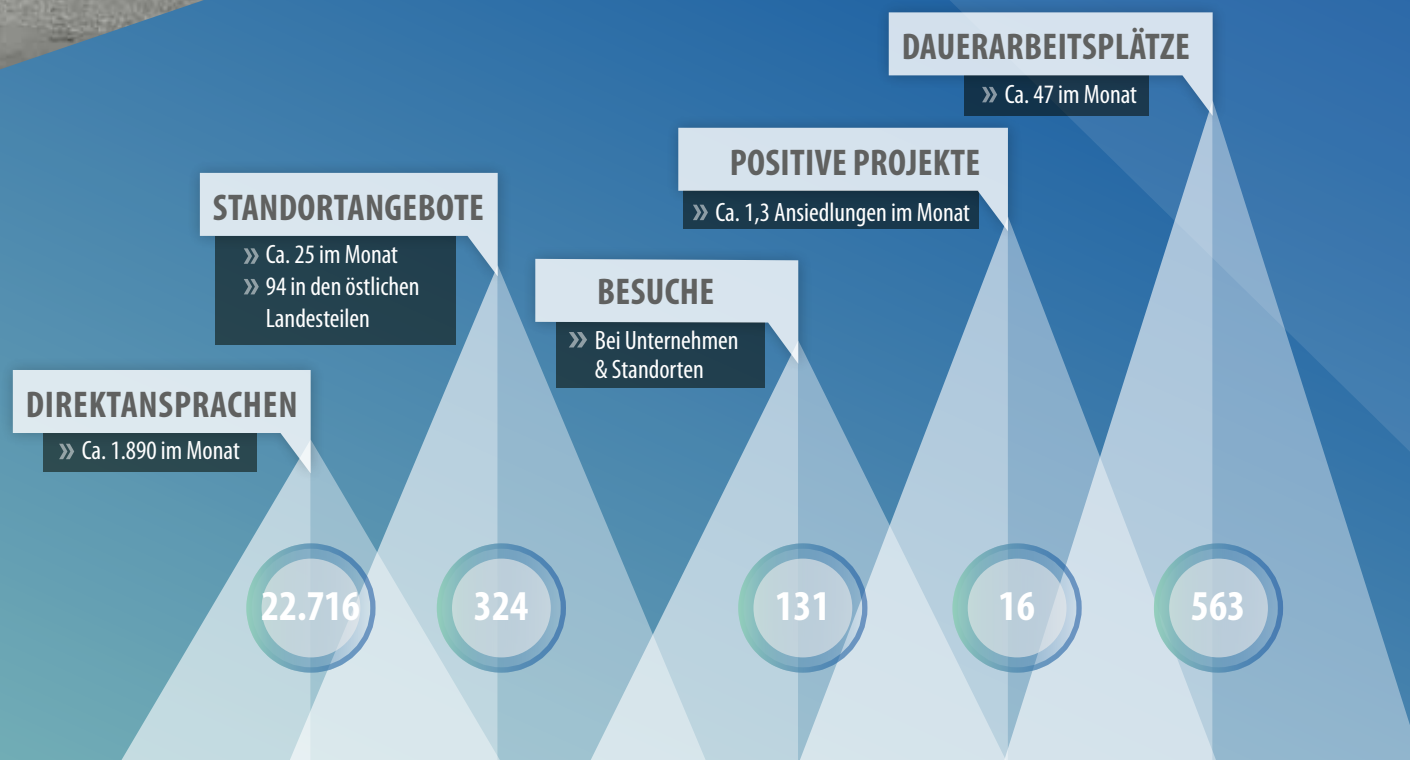 DIREKTANSPRACHEN
» Ca. 1.890 im Monat
22.716
STANDORTANGEBOTE
» Ca. 25 im Monat
» 94 in den östlichen
Landesteilen
324
BESUCHE
» Bei Unternehmen
& Standorten
131
POSITIVE PROJEKTE
» Ca. 1,3 Ansiedlungen im Monat
16
DAUERARBEITSPLÄTZE
» Ca. 47 im Monat
563